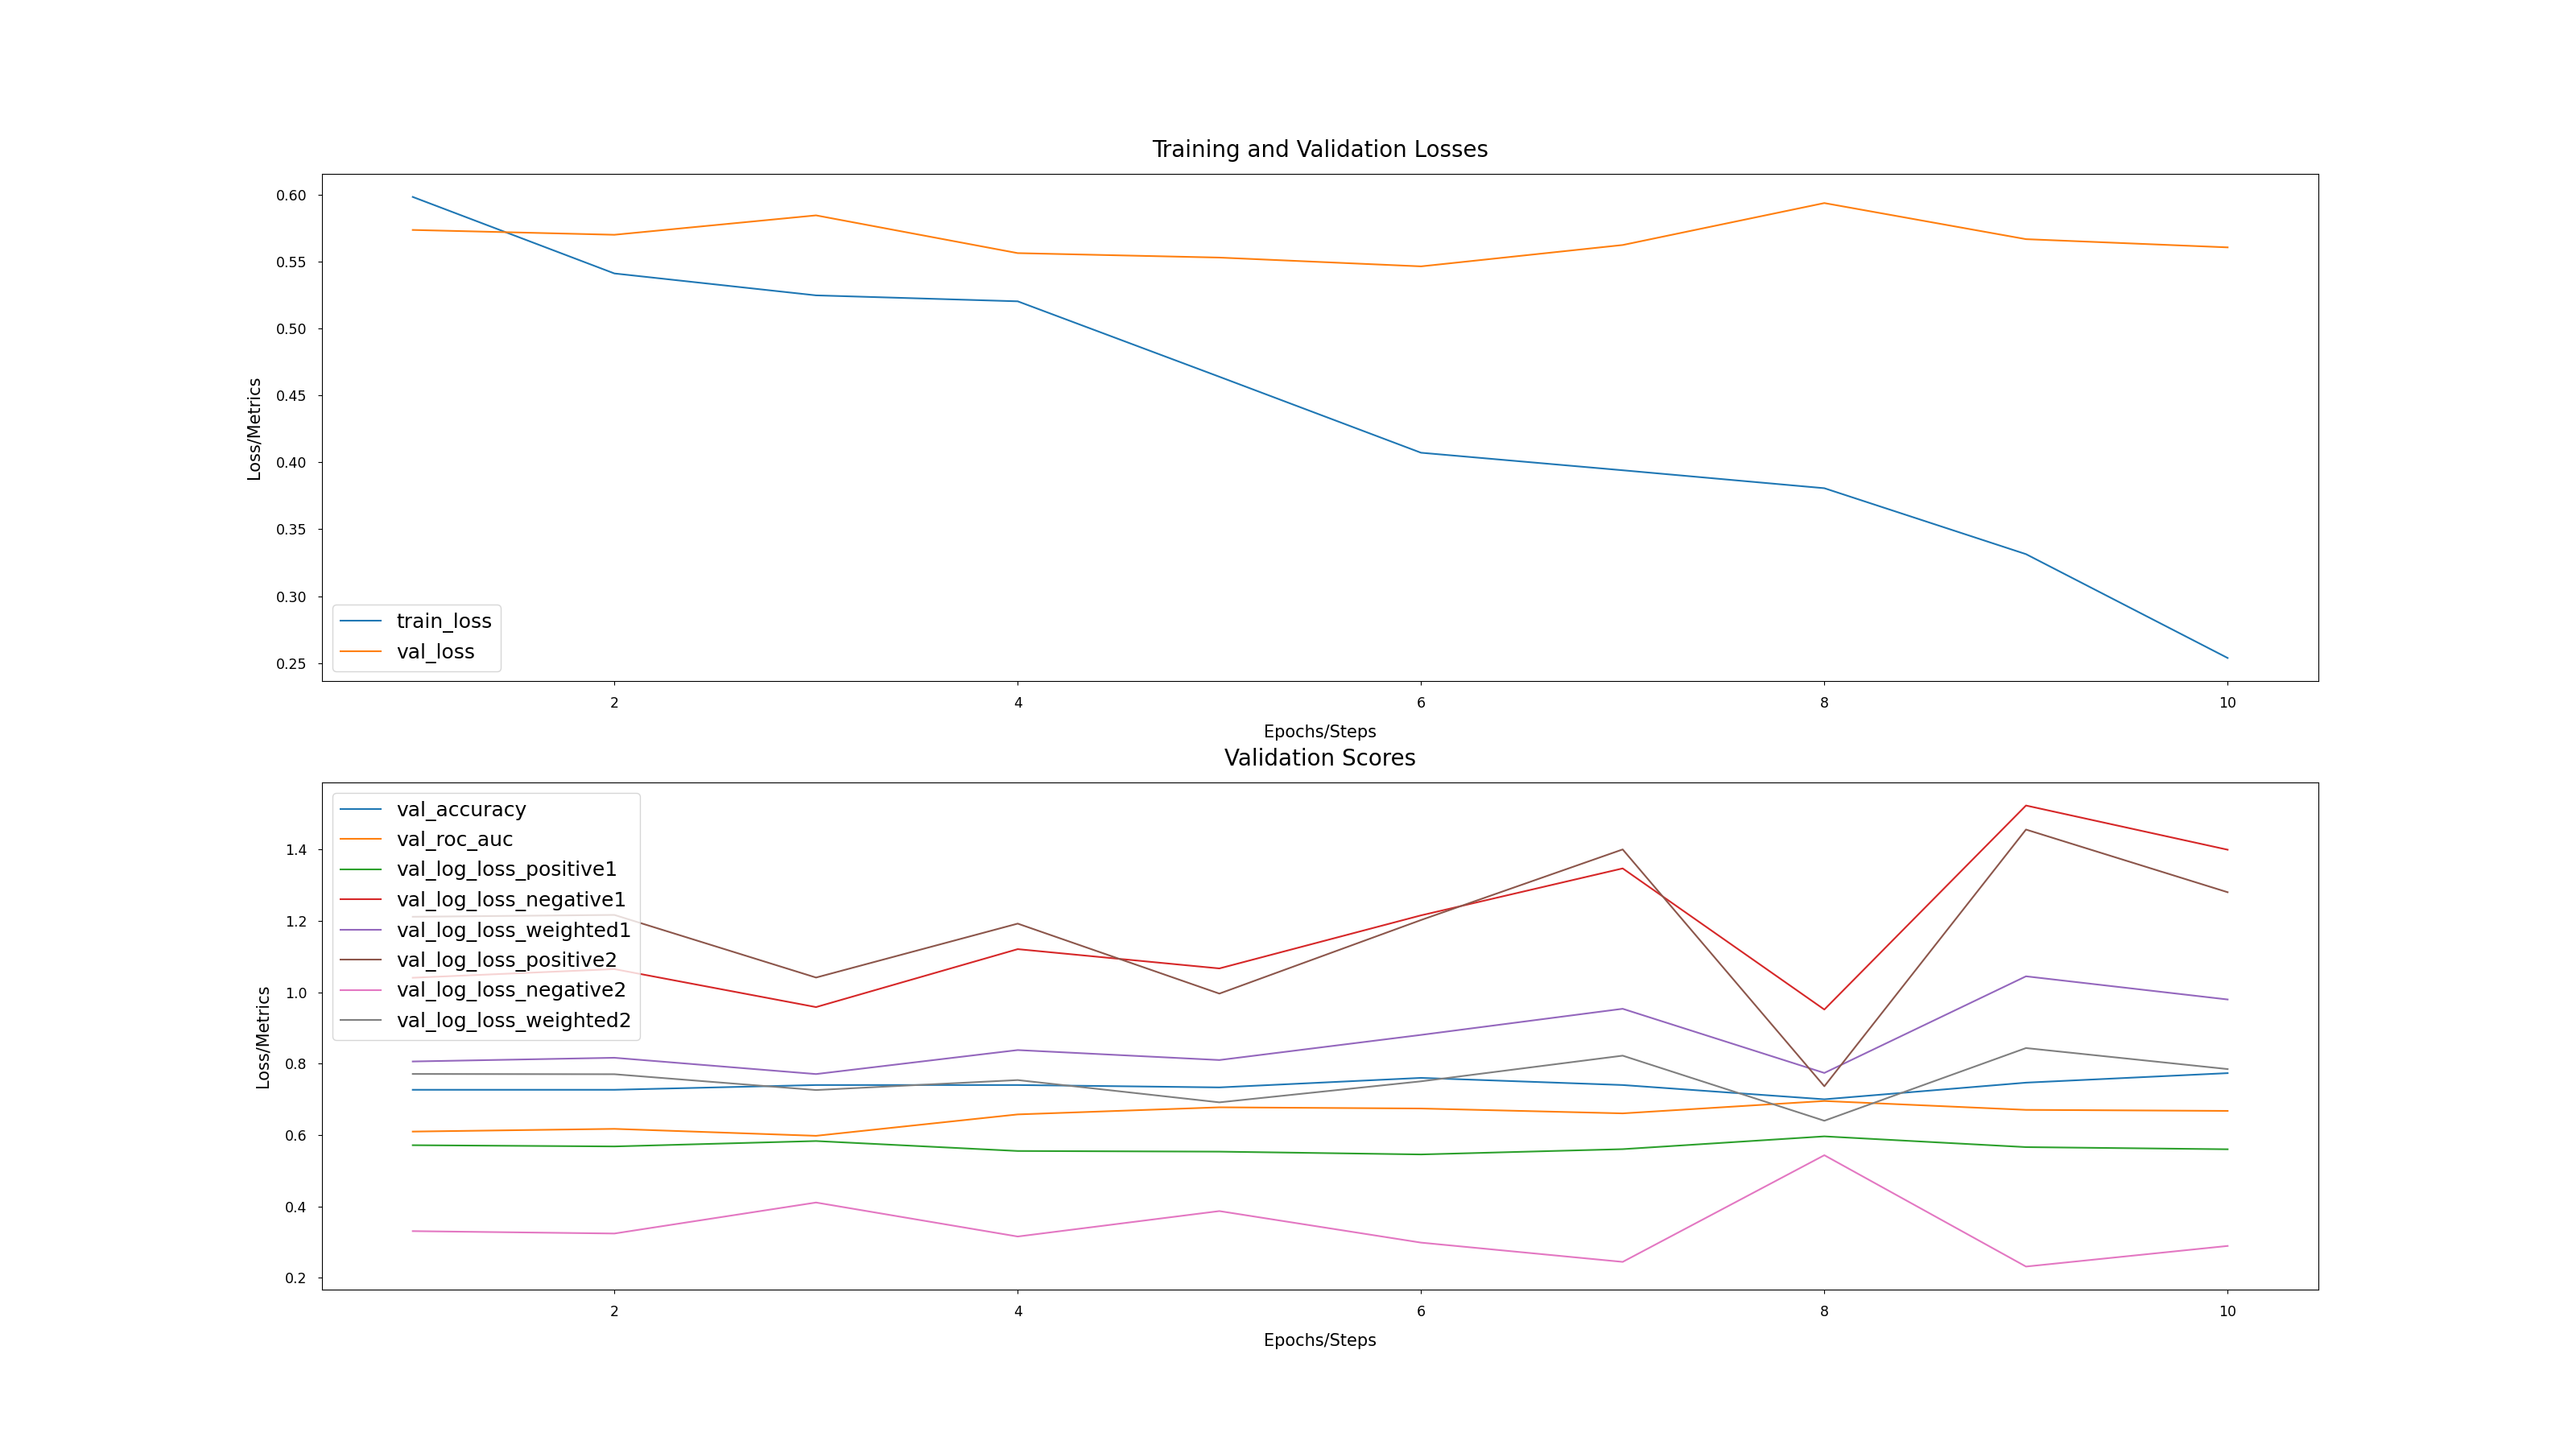 Training and Validation Losses
Loss/Metrics
0.60
0.55
0.50
0.45
0.40
0.35
0.30
0.25
train_loss
val_loss
2 4 6 8 10
Epochs/Steps
Validation Scores
Loss/Metrics
1.4
1.2
1.0
0.8
0.6
0.4
0.2
val_accuracy
val_roc_auc
val_log_loss_positive1
val_log_loss_negative1
val_log_loss_weighted1
val_log_loss_positive2
val_log_loss_negative2
val_log_loss_weighted2
2 4 6 8 10
Epochs/Steps